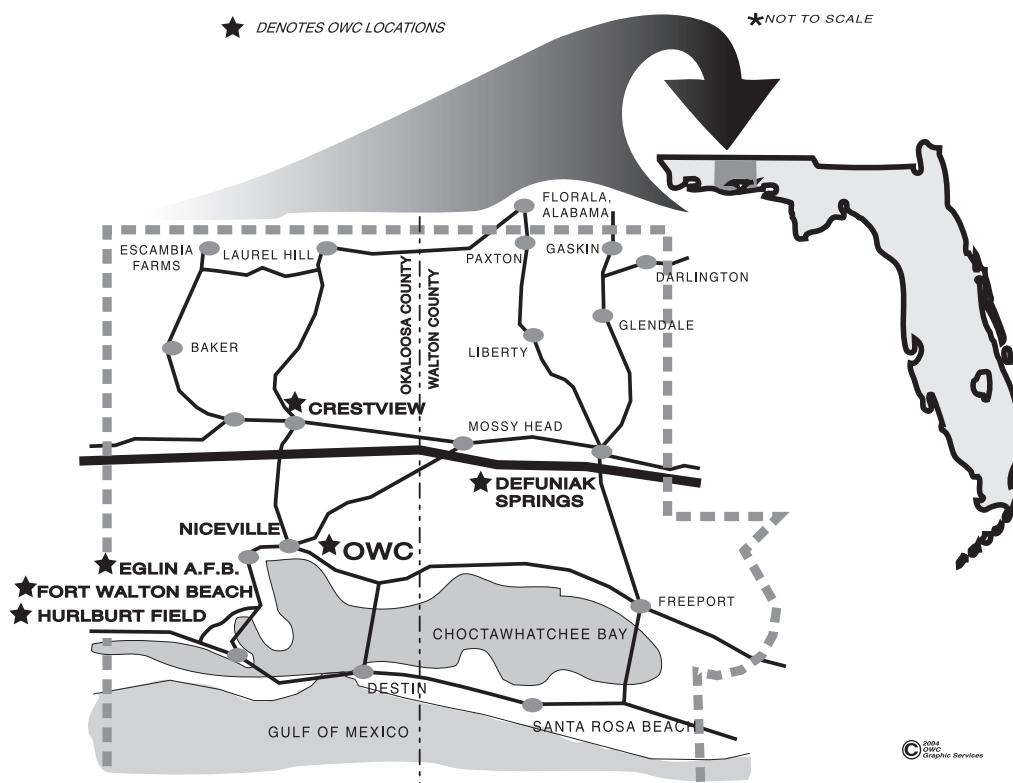 ★ DENOTES OWC LOCATIONS
*NOT TO SCALE
FLORALA,
ALABAMA
ESCAMBIA
FARMS
LAUREL HILL
PAXTON
GASKIN
DARLINGTON
OKALOOSA COUNTY
WALTON COUNTY
GLENDALE
BAKER
LIBERTY
CRESTVIEW
MOSSY HEAD
DEFUNIAK
SPRINGS
NICEVILLE
OWC
EGLIN A.F.B.
FORT WALTON BEACH
HURLBURT FIELD
FREEPORT
CHOCTAWHATCHEE BAY
DESTIN
SANTA ROSA BEACH
GULF OF MEXICO
© 2004
OWC
Graphic Services